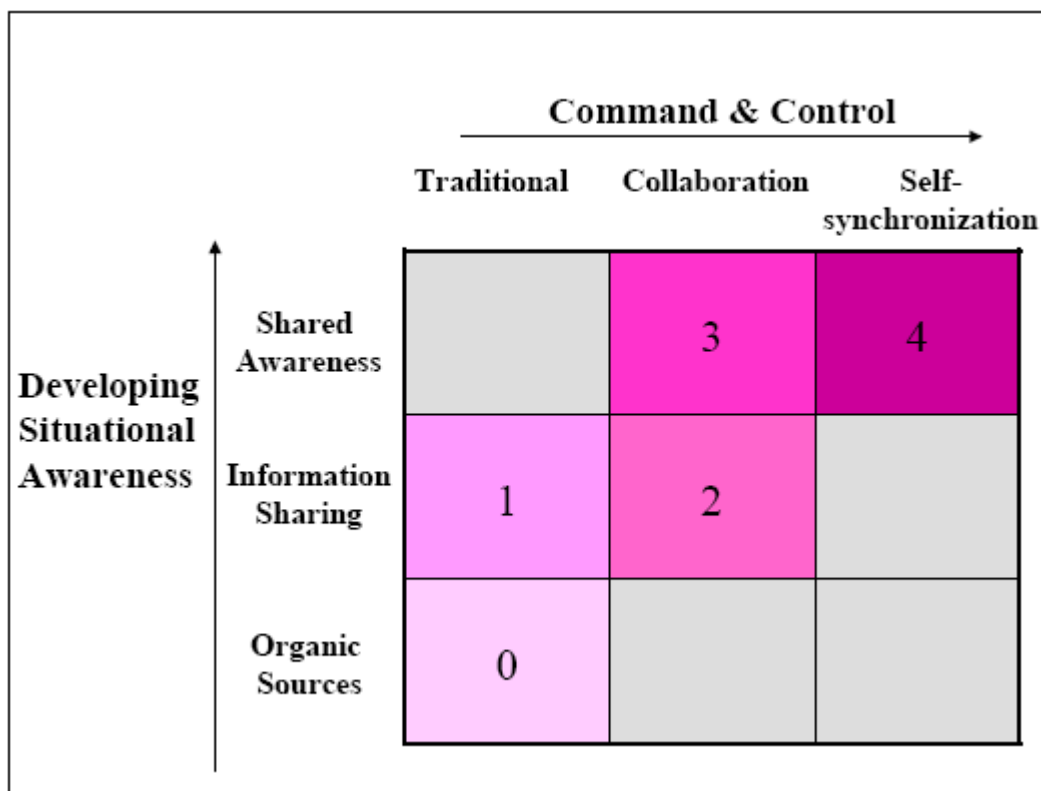 Command & Control
Traditional
Collaboration
Self-
synchronization
Developing
Situational
Awareness
Shared
Awareness
3
4
Information
Sharing
1
2
Organic
Sources
0